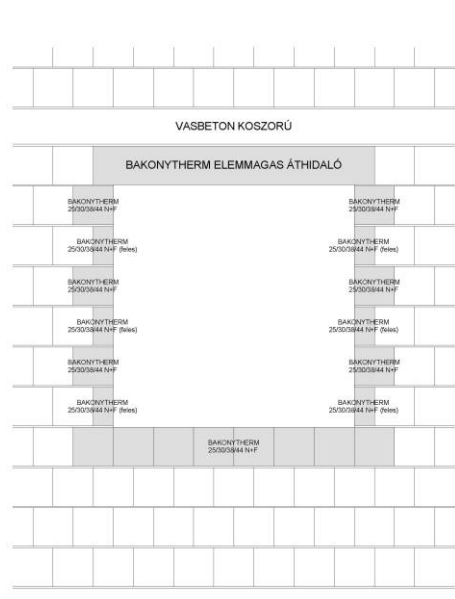 VASBETON KOSZORÚ
BAKONYTHERM ELEMMAGAS ÁTHIDALÓ
BAKONYTHERM
25/30/38/44 N+F
BAKONYTHERM
25/30/38/44 N+F
BAKONYTHERM
25/30/38/44 N+F (feles)
BAKONYTHERM
25/30/38/44 N+F (feles)
BAKONYTHERM
25/30/38/44 N+F
BAKONYTHERM
25/30/38/44 N+F
BAKONYTHERM
25/30/38/44 N+F (feles)
BAKONYTHERM
25/30/38/44 N+F (feles)
BAKONYTHERM
25/30/38/44 N+F
BAKONYTHERM
25/30/38/44 N+F
BAKONYTHERM
25/30/38/44 N+F (feles)
BAKONYTHERM
25/30/38/44 N+F (feles)
BAKONYTHERM
25/30/38/44 N+F